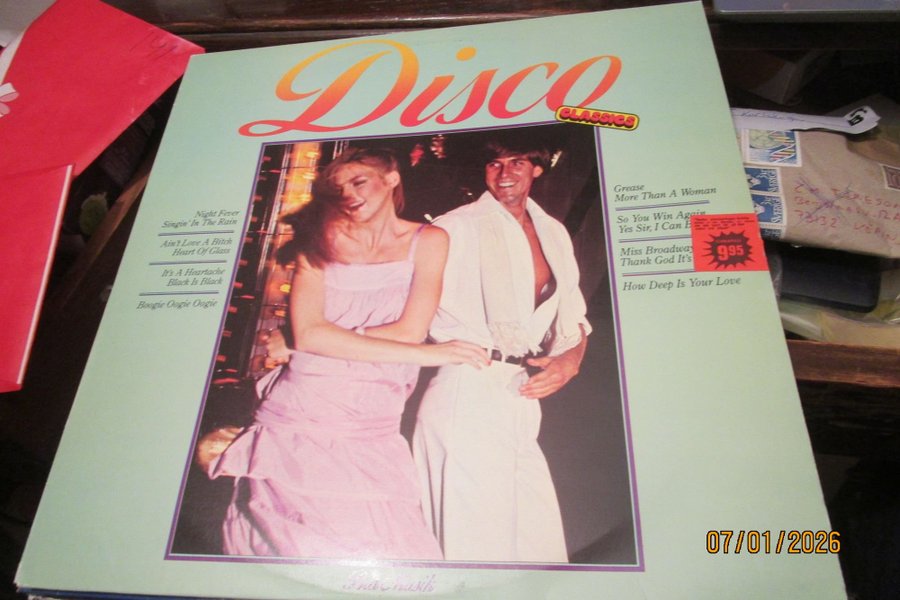 Disco
CLASSICS
Night Fever
Singin' In The Rain
Ain't Love A Bitch
Heart Of Glass
It's A Heartache
Black Is Black
Boogie Oogie Oogie
Grease
More Than A Woman
So You Win Again
Yes Sir, I Can
Miss Broadway
Thank God It's
How Deep Is Your Love
9.95
07/01/2026